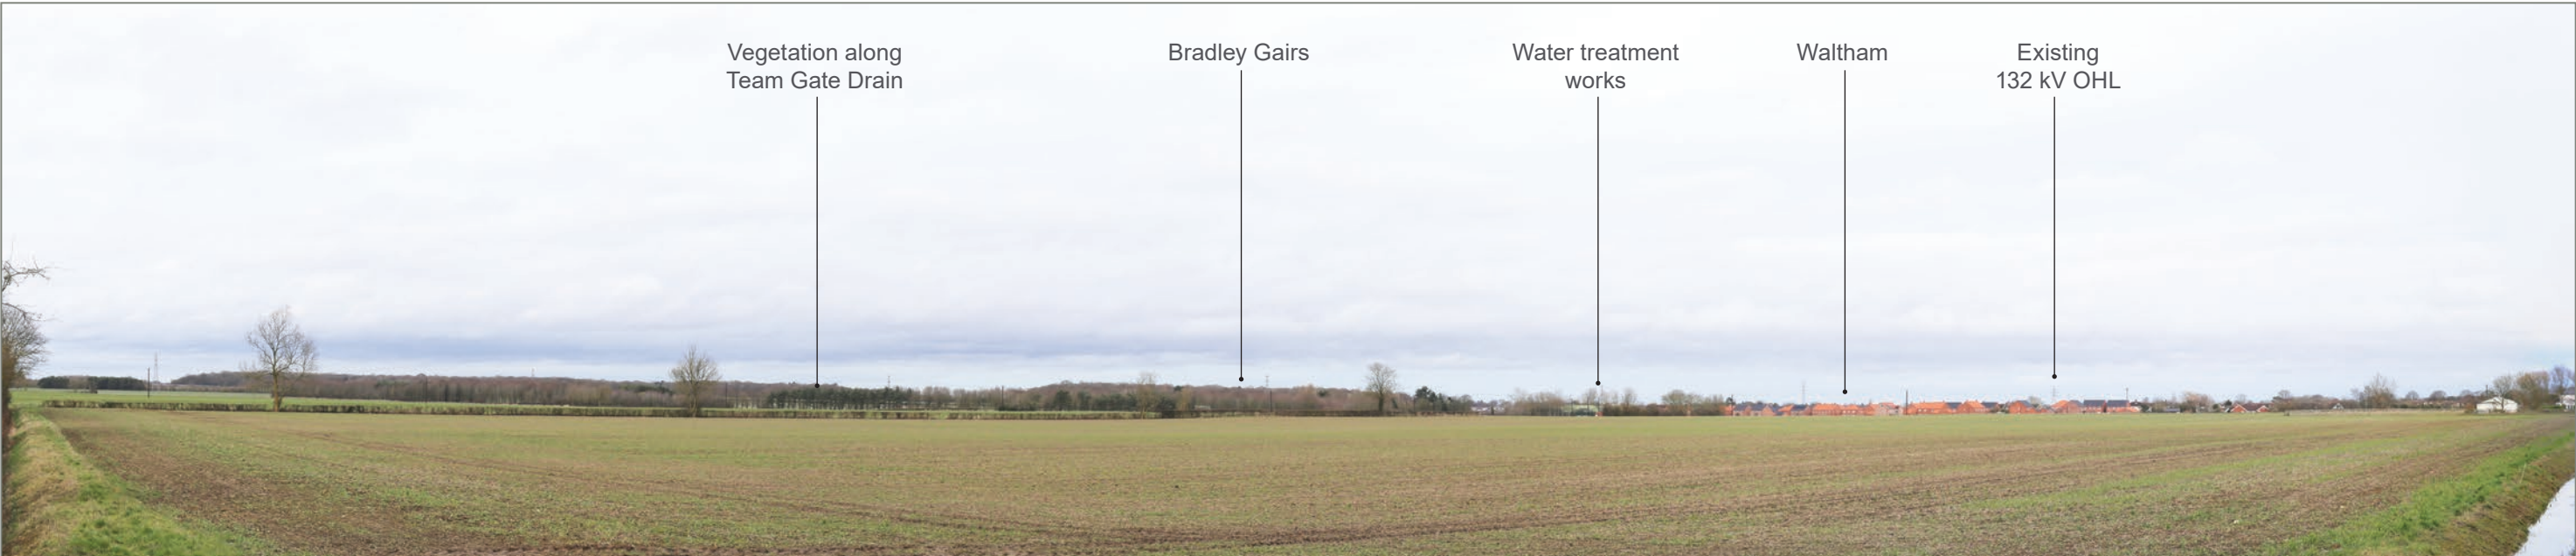 Vegetation along
Team Gate Drain
Bradley Gairs
Water treatment
works
Waltham
Existing
132 kV OHL